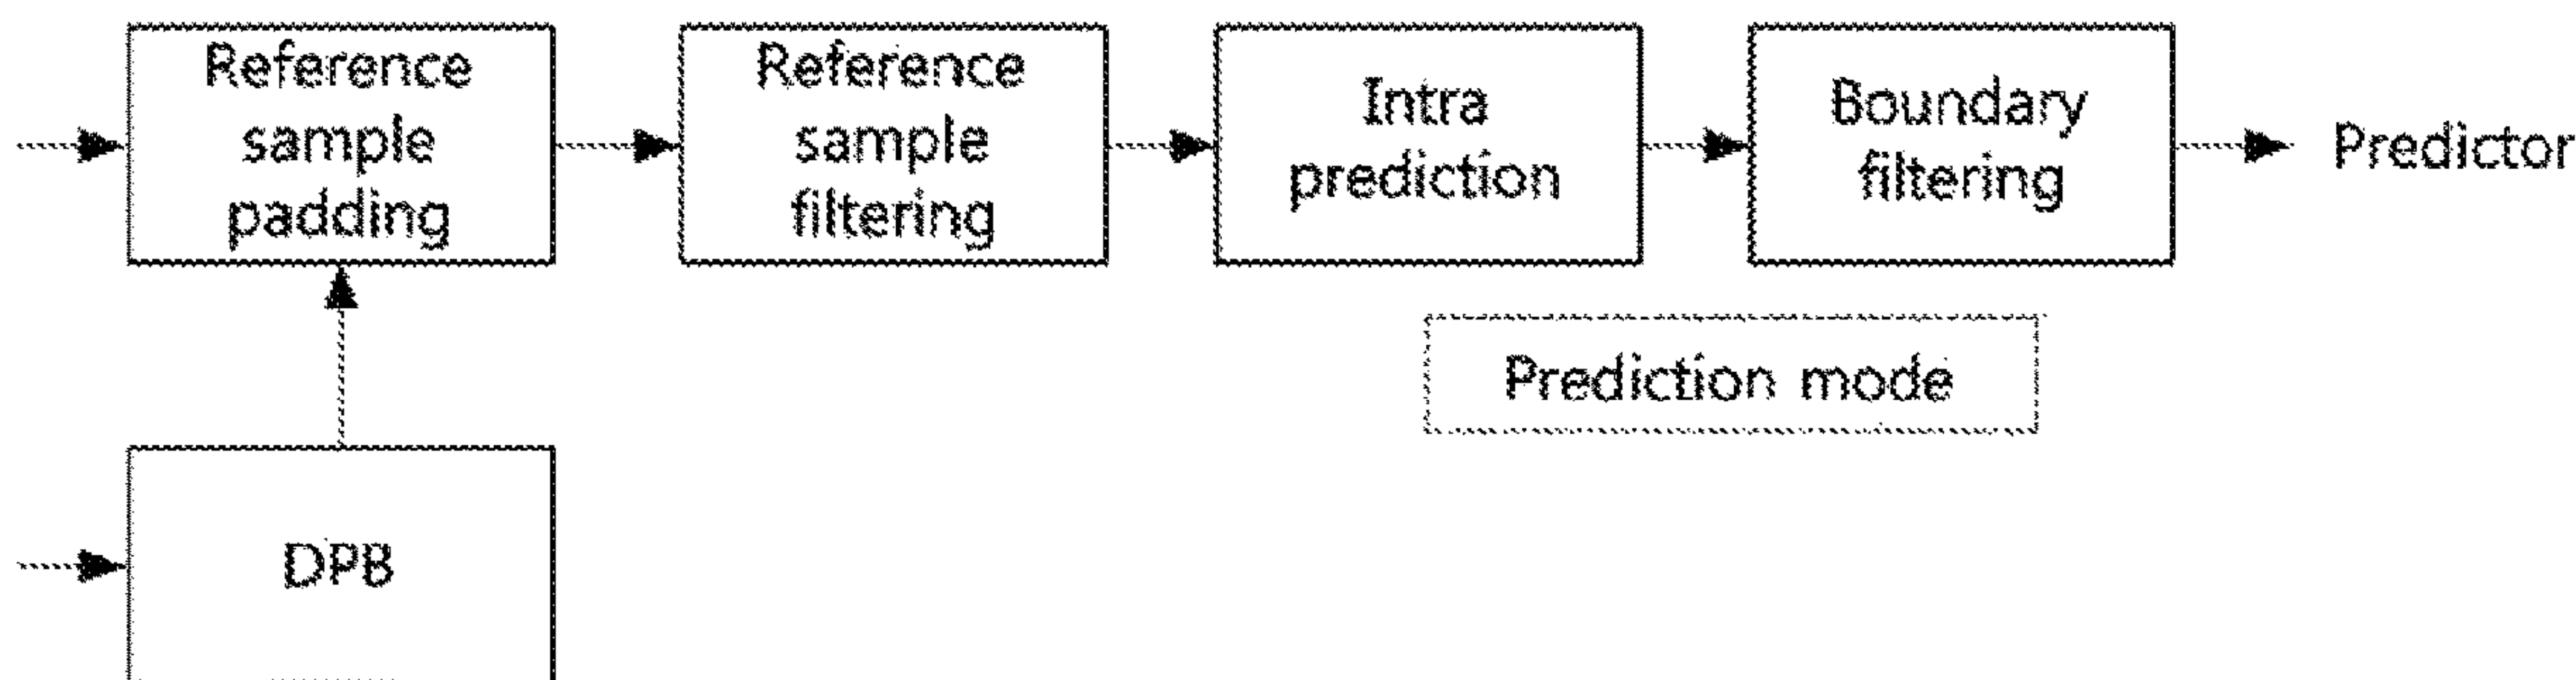 Reference
sample
padding
Reference
sample
filtering
Intra
prediction
Boundary
filtering
Predictor
Prediction mode
DPB